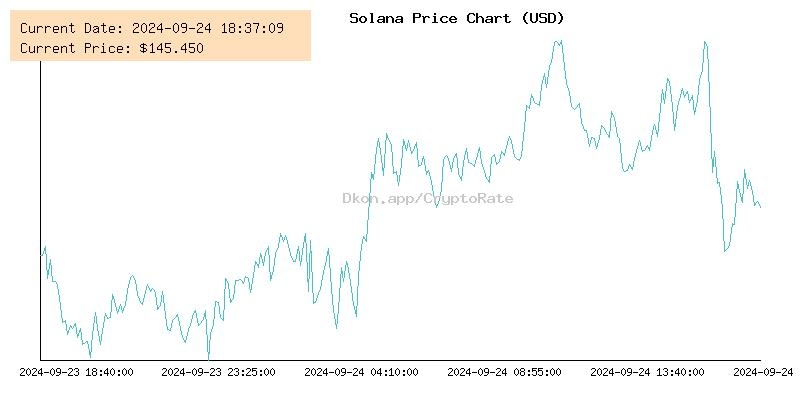 Solana Price Chart (USD)
Current Date: 2024-09-24 18:37:09
Current Price: $145.450
Dkon.app/CryptoRate
2024-09-23 18:40:00
2024-09-23 23:25:00
2024-09-24 04:10:00
2024-09-24 08:55:00
2024-09-24 13:40:00
2024-09-24